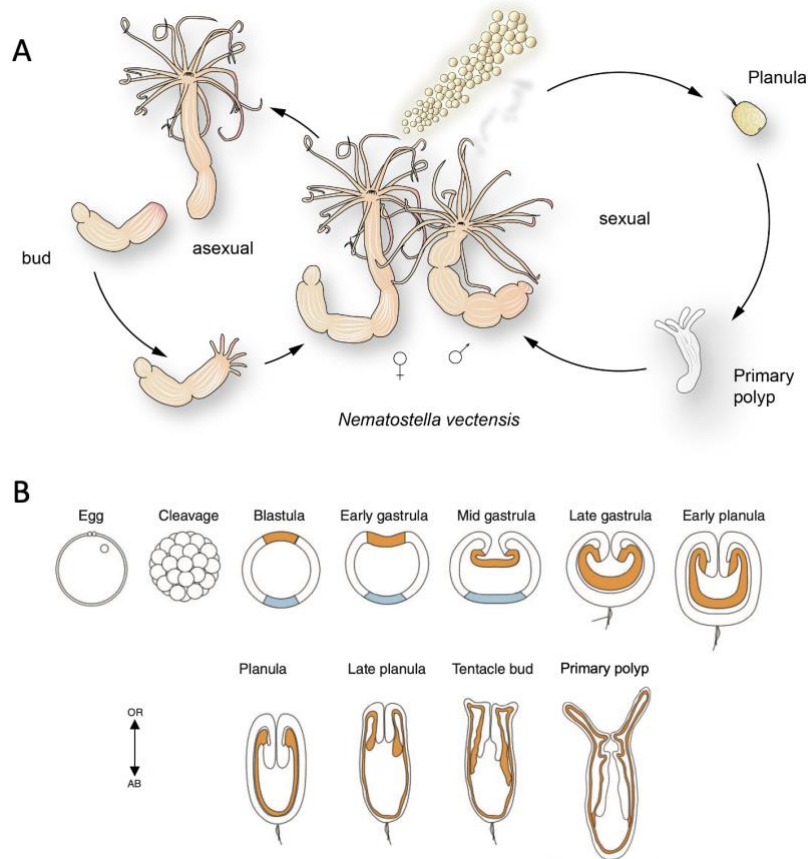 A
Planula
sexual
asexual
bud
Primary
polyp
♀ ♂
Nematostella vectensis
B
Egg Cleavage Blastula Early gastrula Mid gastrula Late gastrula Early planula
Planula Late planula Tentacle bud Primary polyp
OR
AB